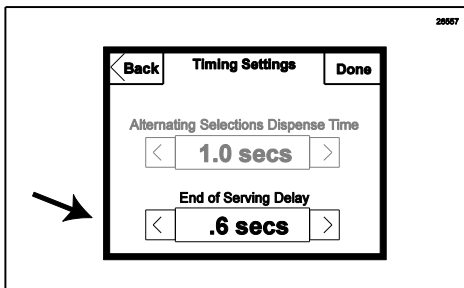 26557
Back Timing Settings Done
Alternating Selections Dispense Time
1.0 secs
End of Serving Delay
.6 secs